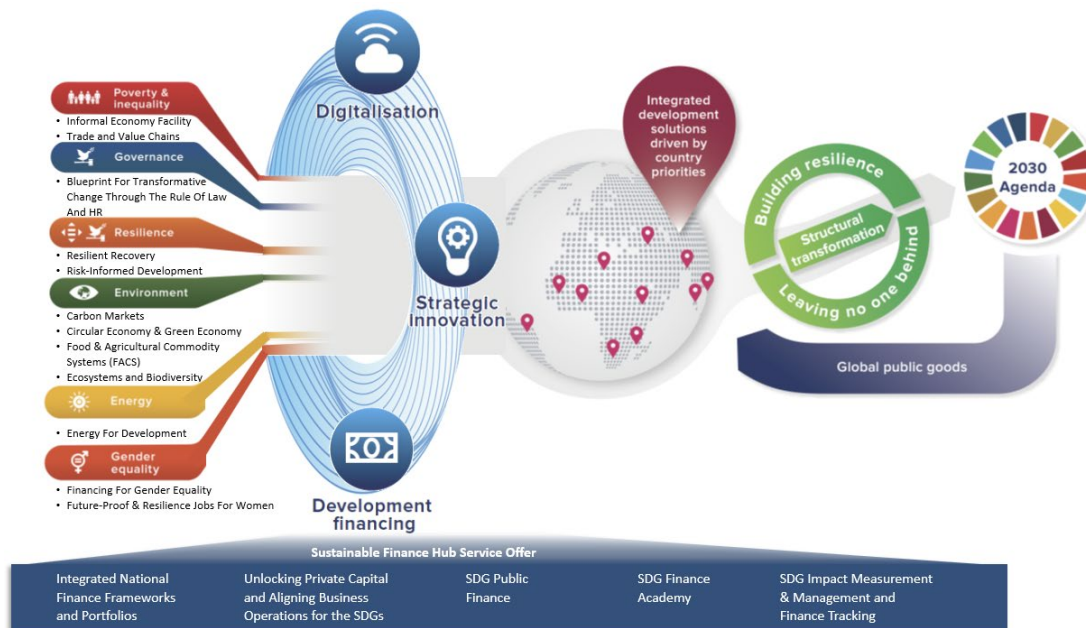 Poverty &
inequality
• Informal Economy Facility
• Trade and Value Chains
Governance
• Blueprint For Transformative
Change Through The Rule Of Law
And HR
Resilience
• Resilient Recovery
• Risk-Informed Development
Environment
• Carbon Markets
• Circular Economy & Green Economy
• Food & Agricultural Commodity
Systems (FACS)
• Ecosystems and Biodiversity
Energy
• Energy For Development
Gender
equality
• Financing For Gender Equality
• Future-Proof & Resilience Jobs For Women
Digitalisation
Strategic
Innovation
Development
financing
Integrated
development
solutions
driven by
country
priorities
Building resilience
Structural
transformation
Leaving no one behind
2030
Agenda
Global public goods
Sustainable Finance Hub Service Offer
Integrated National
Finance Frameworks
and Portfolios
Unlocking Private Capital
and Aligning Business
Operations for the SDGs
SDG Public
Finance
SDG Finance
Academy
SDG Impact Measurement
& Management and
Finance Tracking